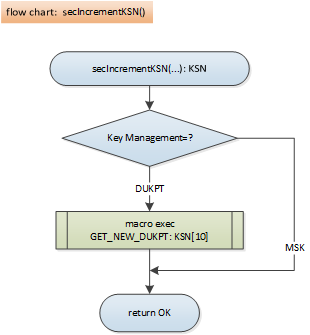 flow chart: secIncrementKSN()
secIncrementKSN(...): KSN
Key Management=?
DUKPT
macro exec
GET_NEW_DUKPT: KSN[10]
MSK
return OK